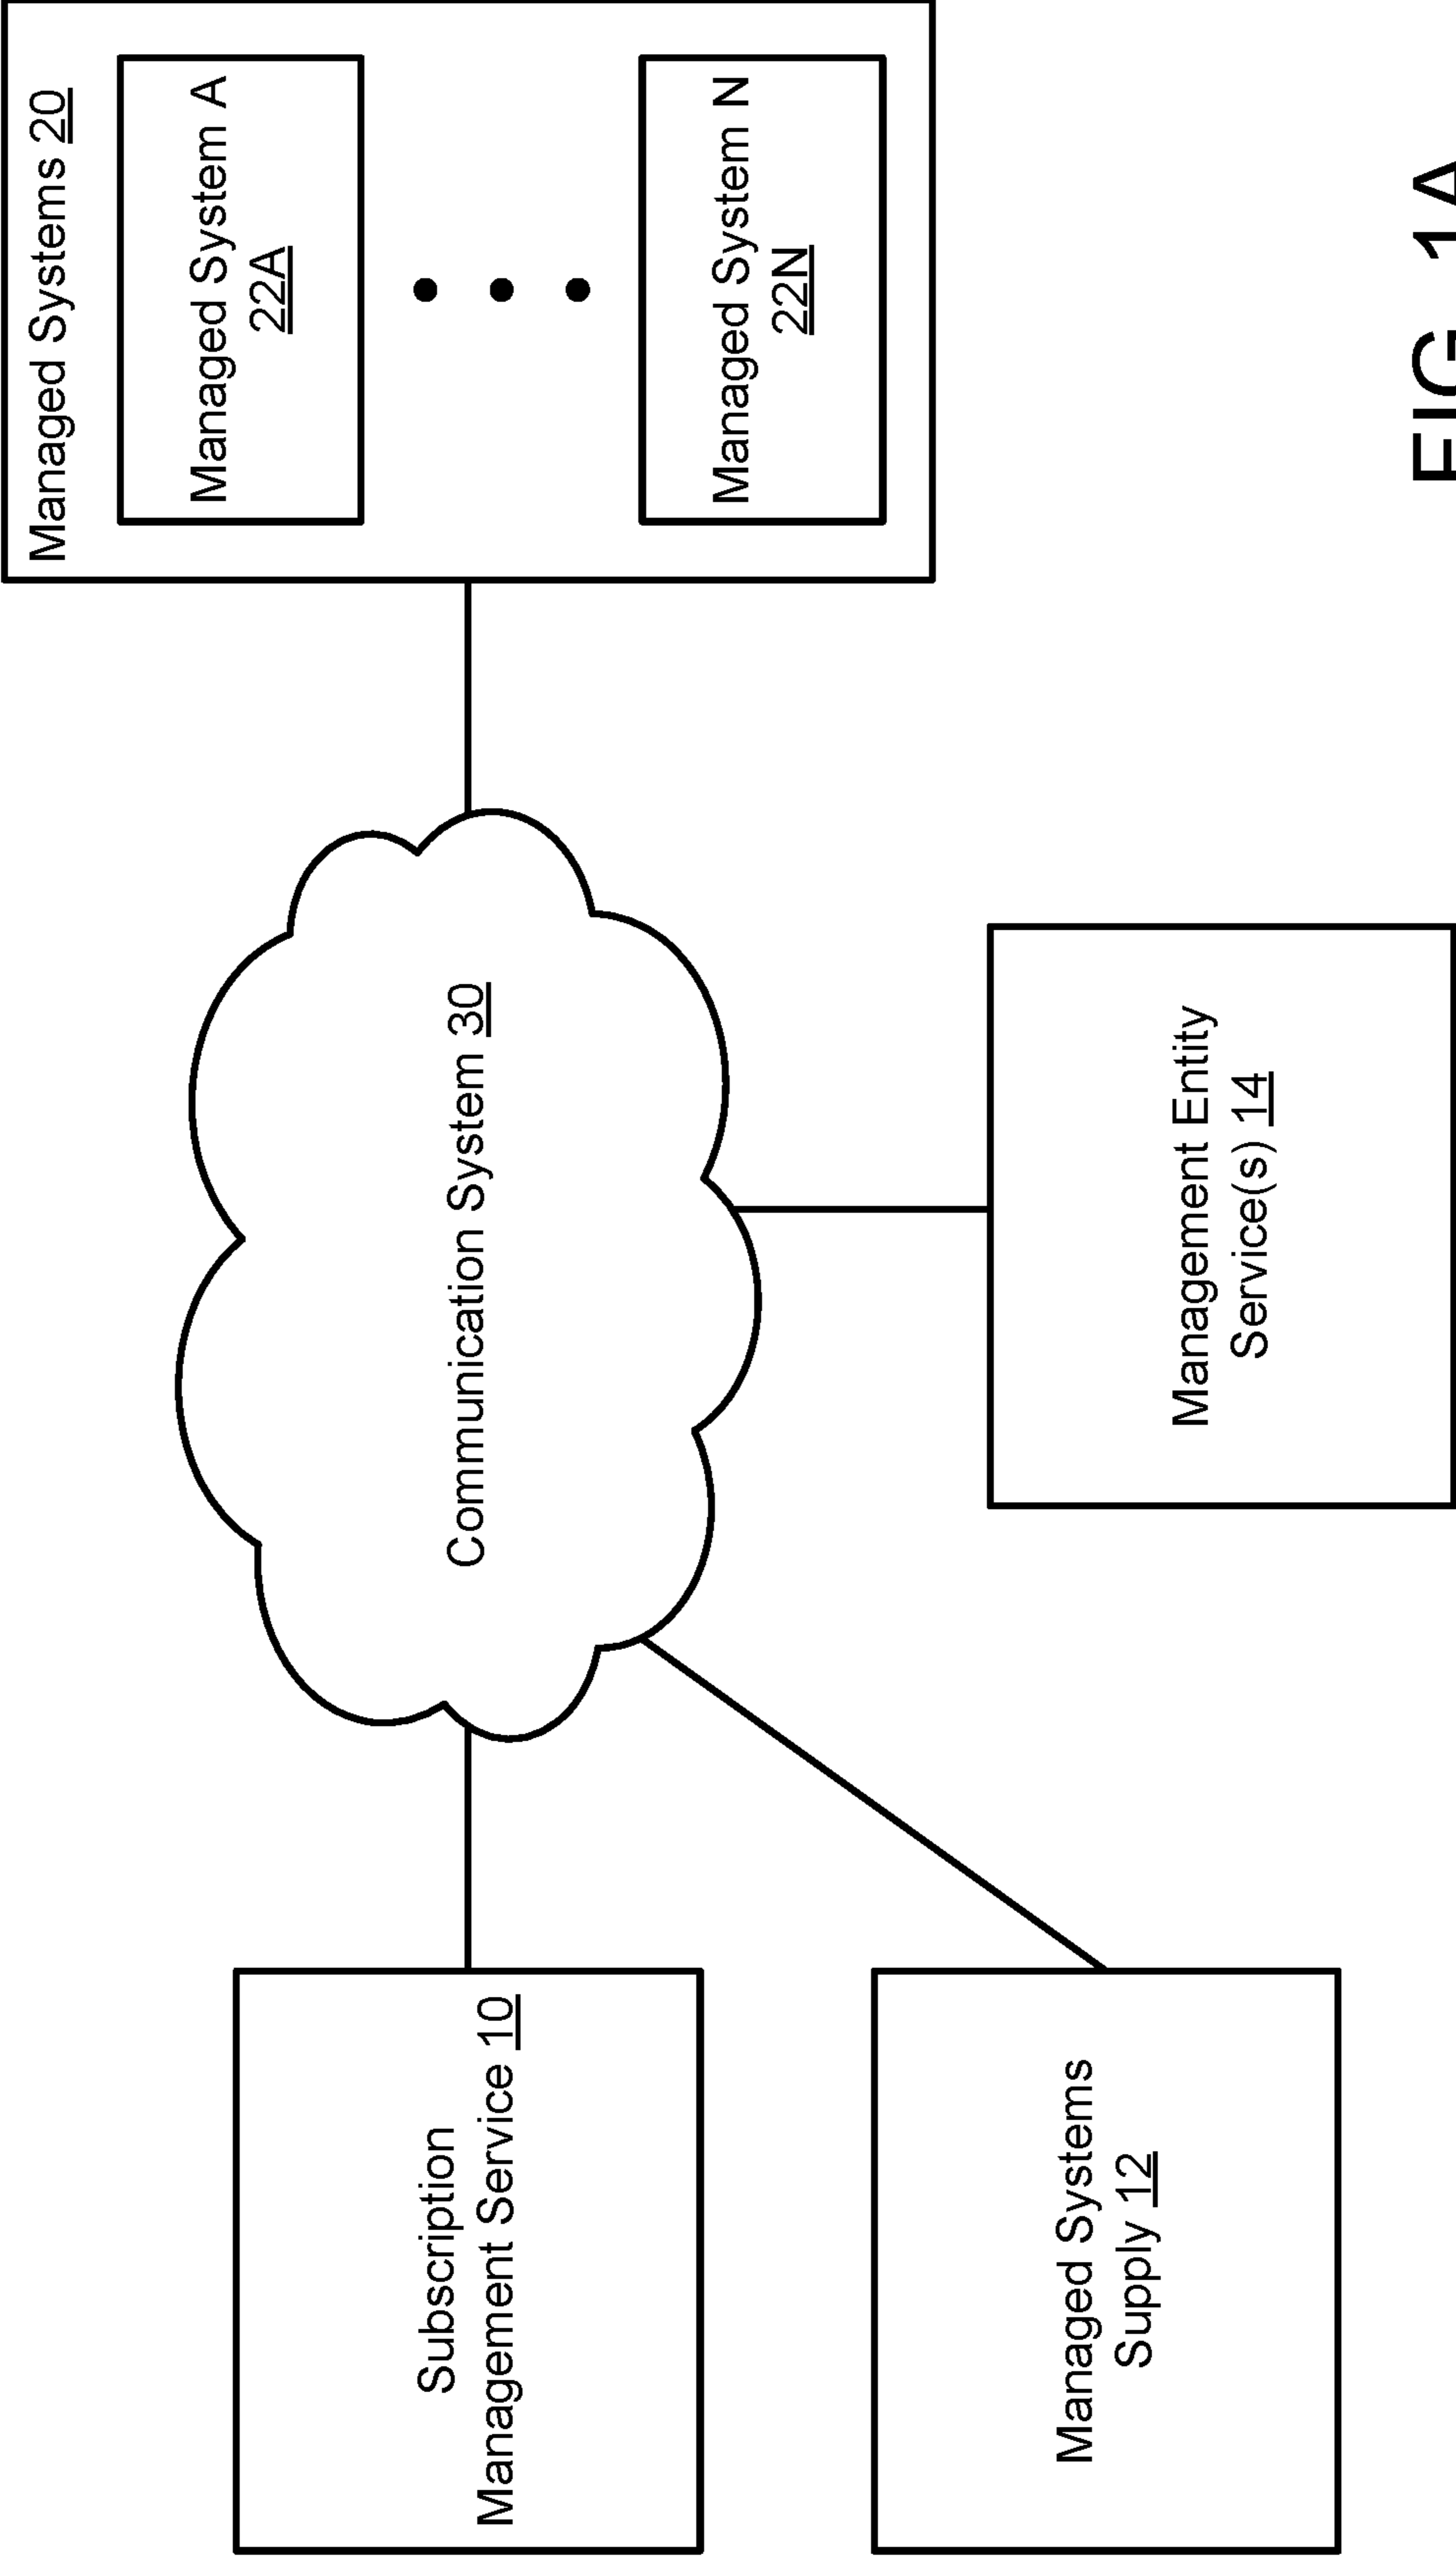 Managed Systems 20
Managed System A
22A
Managed System N
22N
Communication System 30
Subscription
Management Service 10
Managed Systems
Supply 12
Management Entity
Service(s) 14
FIG. 1A